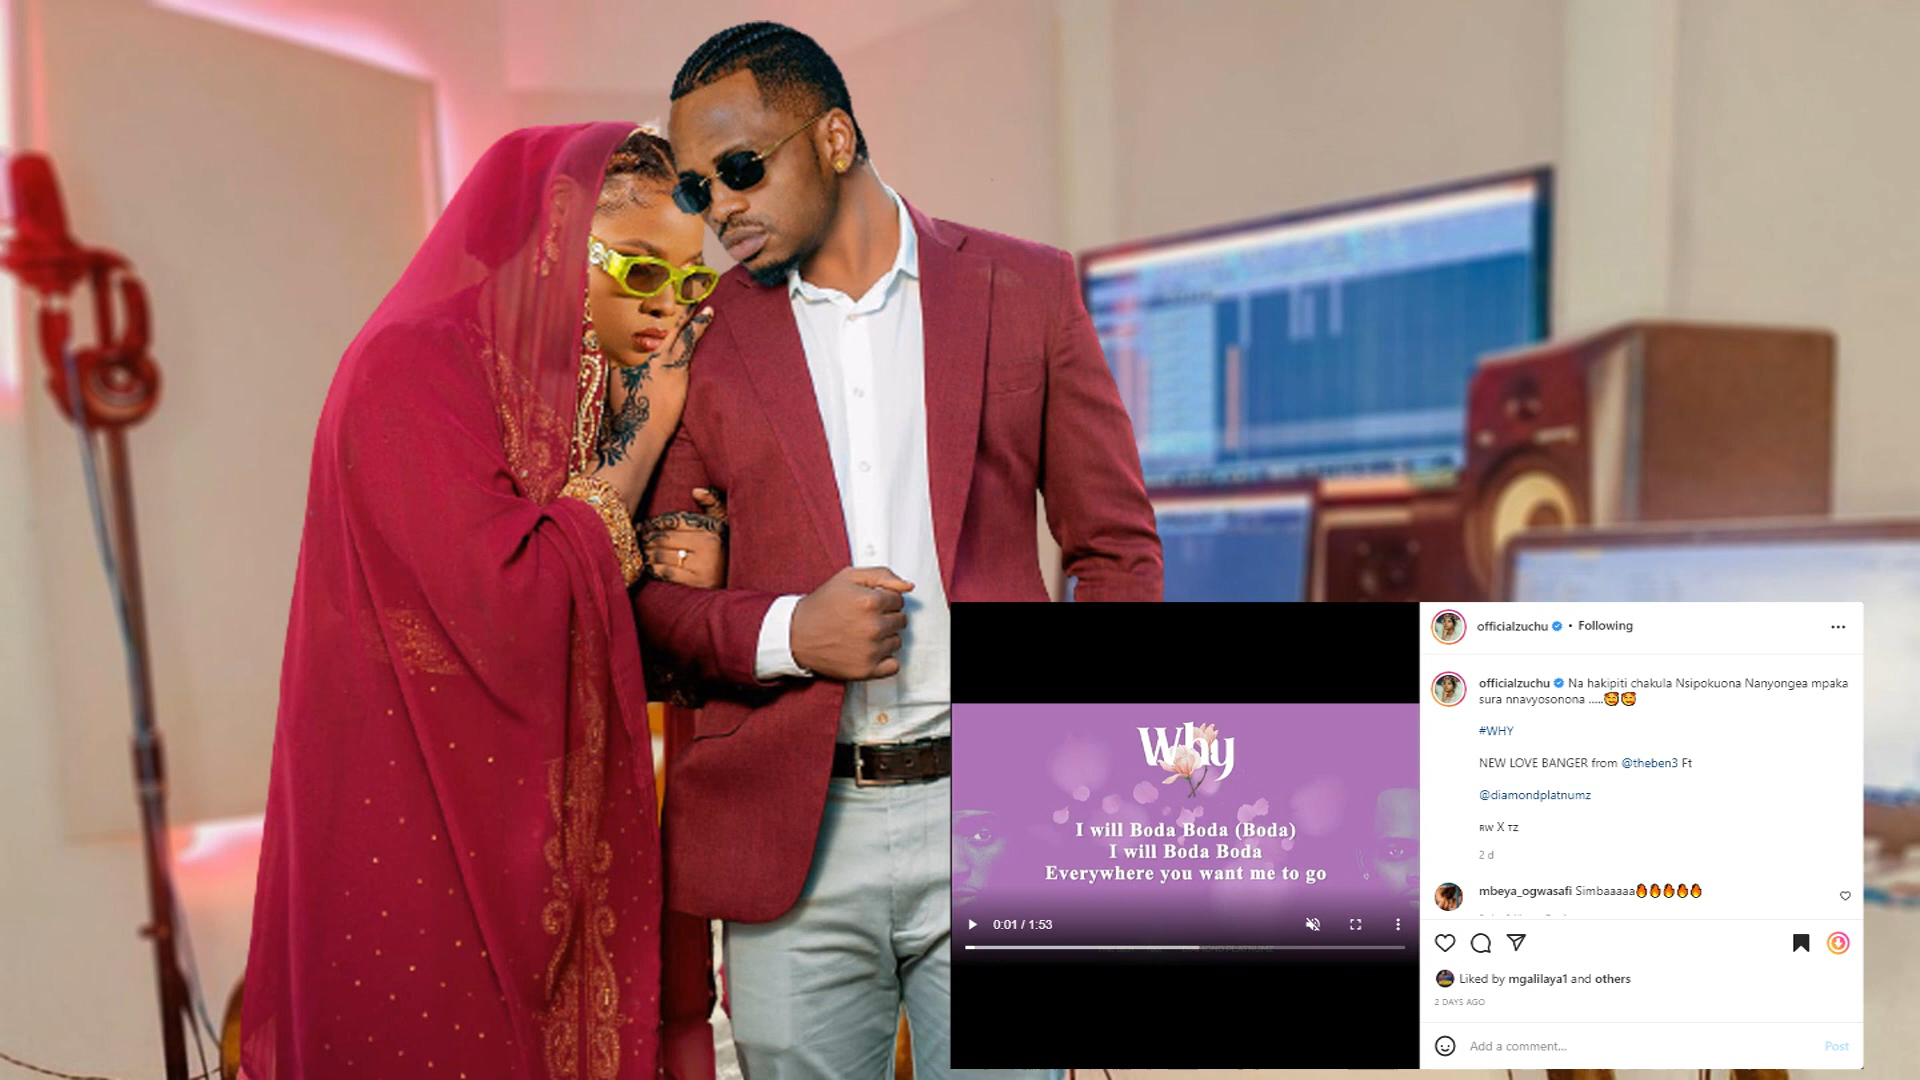 officialzuchu • Following
officialzuchu Na hakipiti chakula Nsipokuona Nanyongea mpaka
sura nnavyosonona .....🥰🥰
#WHY
NEW LOVE BANGER from @theben3 Ft
@diamondplatnumz
ʀᴡ X ᴛᴢ
2 d
mbeya_ogwasafi Simbaaaaa🔥🔥🔥🔥🔥
Liked by mgalilaya1 and others
2 DAYS AGO
Add a comment...
Post
Why
I will Boda Boda (Boda)
I will Boda Boda
Everywhere you want me to go
0:01 / 1:53